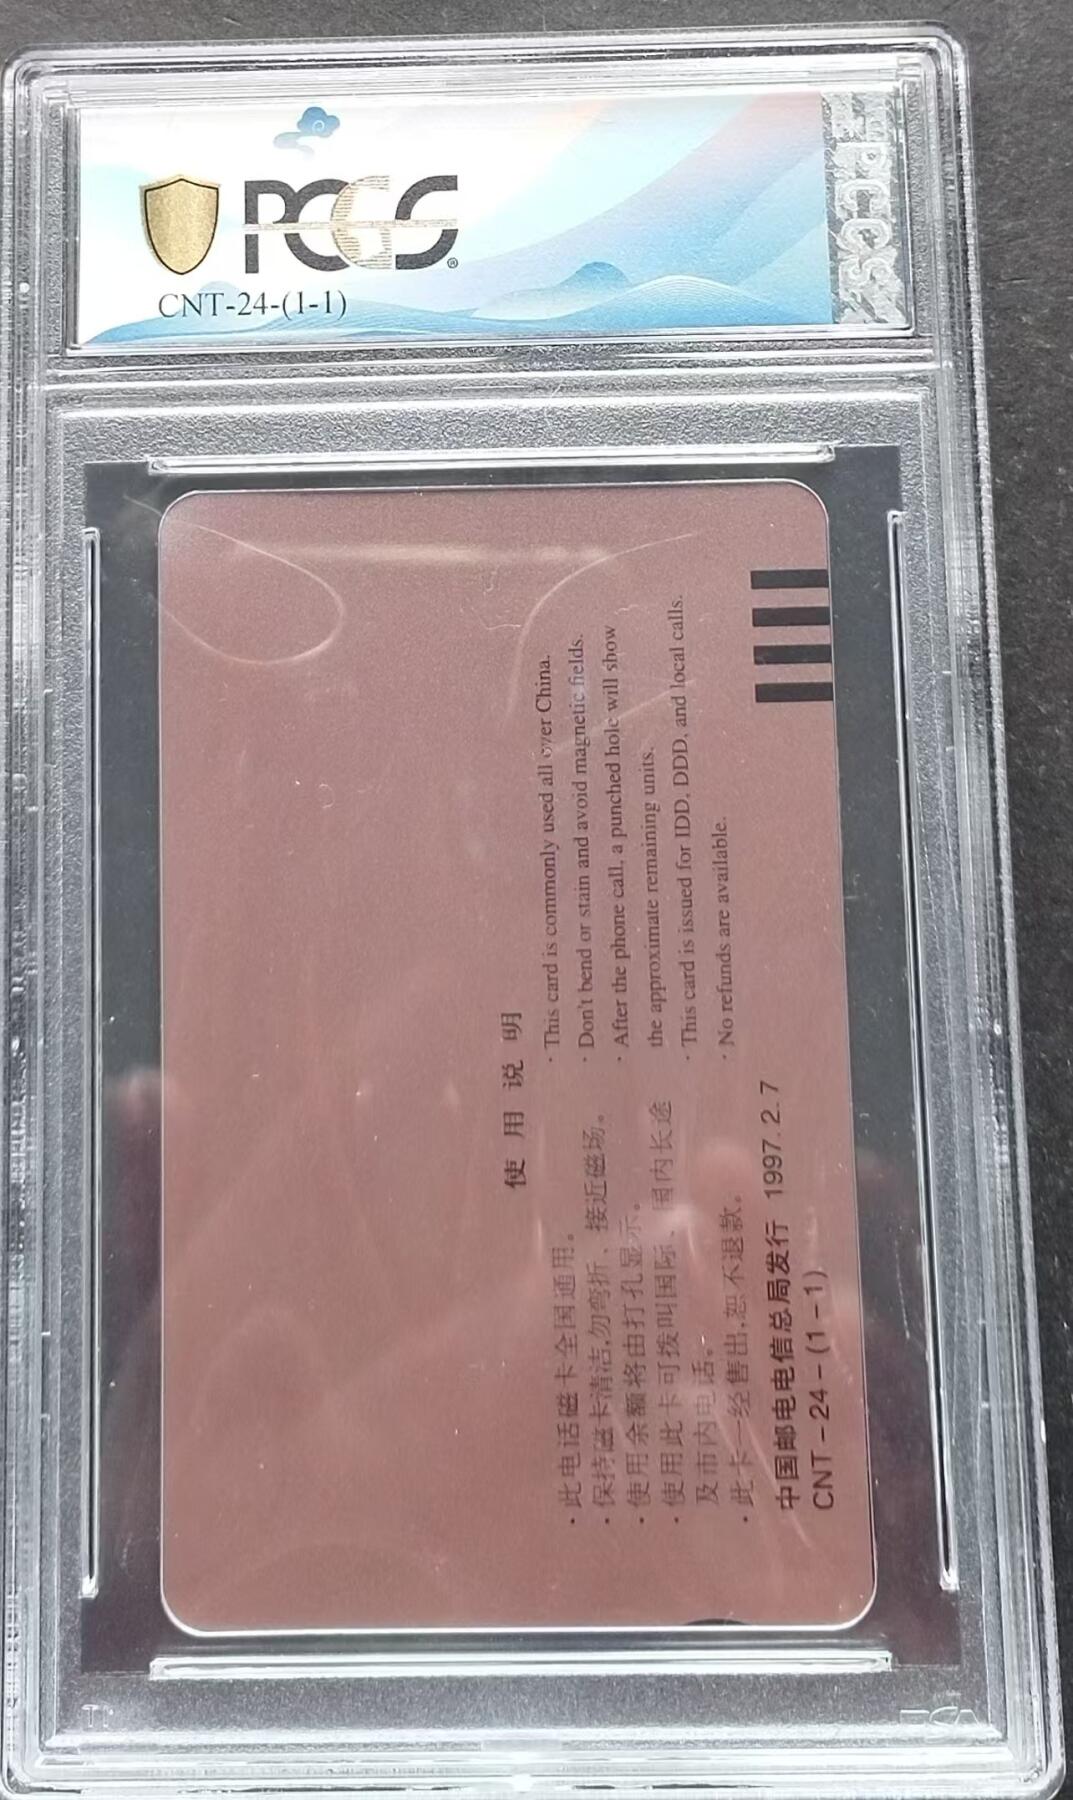 PCGS
®
CNT-24-(1-1)
PCGS
使用说明
· 此电话磁卡全国通用。
· 保持磁卡清洁,勿弯折、接近磁场。
· 使用余额将由打孔显示。
· 使用此卡可拨叫国际、国内长途
及市内电话。
· 此卡一经售出,恕不退款。
· This card is commonly used all over China.
· Don't bend or stain and avoid magnetic fields.
· After the phone call, a punched hole will show
the approximate remaining units.
· This card is issued for IDD, DDD, and local calls.
· No refunds are available.
中国邮电电信总局发行 1997.2.7
CNT-24-(1-1)